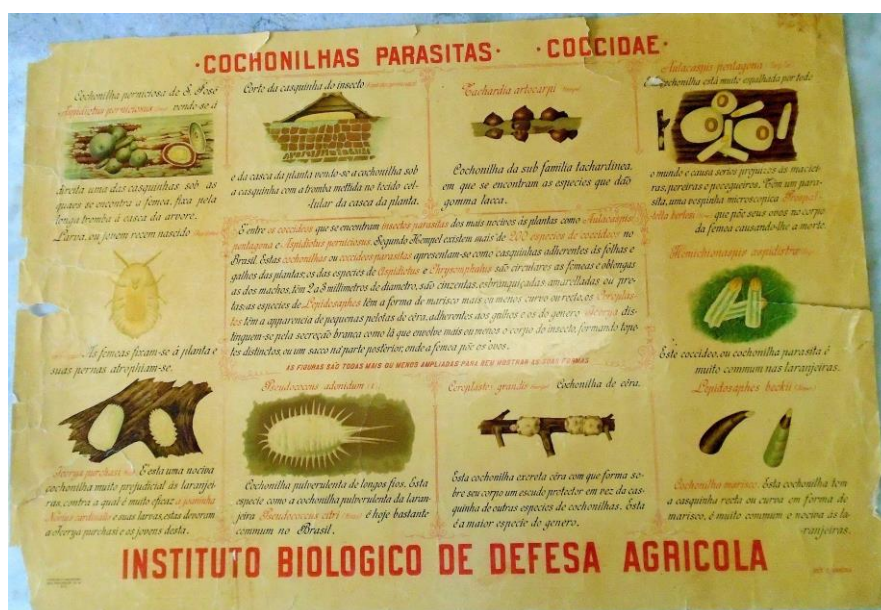 ·COCHONILHAS PARASITAS· ·COCCIDAE·
Cochonilha perniciosa de S. José
Aspidiotus perniciosus vendo-se á
direita uma das casquinhas sob as
quaes se encontra a femea, fixa pela
longa tromba á casca da arvore.
Larva, ou jovem recem nascido
As femeas fixam-se á planta e
suas pernas atrophiam-se.
Icerya purchasi E esta uma nociva
cochonilha muito prejudicial ás laranjei-
ras, contra a qual é muito efficaz a joaninha
Novius cardinalis e suas larvas, estas devoram
a Icerya purchasi e os jovens desta.
Córte da casquinha do insecto
e da casca da planta vendo-se a cochonilha sob
a casquinha com a tromba mettida no tecido cel-
lular da casca da planta.
Tachardia artocarpi
Cochonilha da sub familia tachardinea,
em que se encontram as especies que dão
gomma lacca.
Aulacaspis pentagona
Cochonilha está muito espalhada por todo
o mundo e causa serios prejuizos ás maciei-
ras, pereiras e pecegueiros. Têm um para-
sita, uma vespinha microscopica Prospal-
tella berlesi que põe seus ovos no corpo
da femea causando-lhe a morte.
E entre os coccideos que se encontram insectos parasitas dos mais nocivos ás plantas como Aulacaspis
pentagona e Aspidiotus perniciosus. Segundo Hempel existem mais de 200 especies de coccideos no
Brasil. Estas cochonilhas ou coccideos parasitas apresentam-se como casquinhas adherentes ás folhas e
galhos das plantas; os das especies de Aspidiotus e Chrysomphalus são circulares as femeas e oblongas
as dos machos, têm 2 a 3 millimetros de diametro, são cinzentas, esbranquiçadas, amarelladas ou pre-
tas; as especies de Lepidosaphes têm a forma de marisco mais ou menos curvo ou recto, os Ceroplas-
tes têm a apparencia de pequenas pelotas de cêra, adherentes aos galhos e os do genero Icerya dis-
tinguem-se pela secreção branca como lã que envolve mais ou menos o corpo do insecto, formando tope-
tes distinctos, ou um sacco na parte posterior, onde a femea põe os ovos.
AS FIGURAS SÃO TODAS MAIS OU MENOS AMPLIADAS PARA BEM MOSTRAR AS SUAS FORMAS
Hemichionaspis aspidistra
Este coccideo, ou cochonilha parasita é
muito commum nas laranjeiras.
Pseudococcus adonidum
Cochonilha pulverulenta de longos fios. Esta
especie como a cochonilha pulverulenta da laran-
jeira Pseudococcus citri é hoje bastante
commum no Brasil.
Ceroplastes grandis Cochonilha de cêra.
Esta cochonilha excreta cêra com que forma so-
bre seu corpo um escudo protector em vez da cas-
quinha de outras especies de cochonilhas. Esta
é a maior especie do genero.
Lepidosaphes beckii
Cochonilha marisco. Esta cochonilha tem
a casquinha recta ou curva em forma de
marisco, é muito commum e nociva ás la-
ranjeiras.
INSTITUTO BIOLOGICO DE DEFESA AGRICOLA